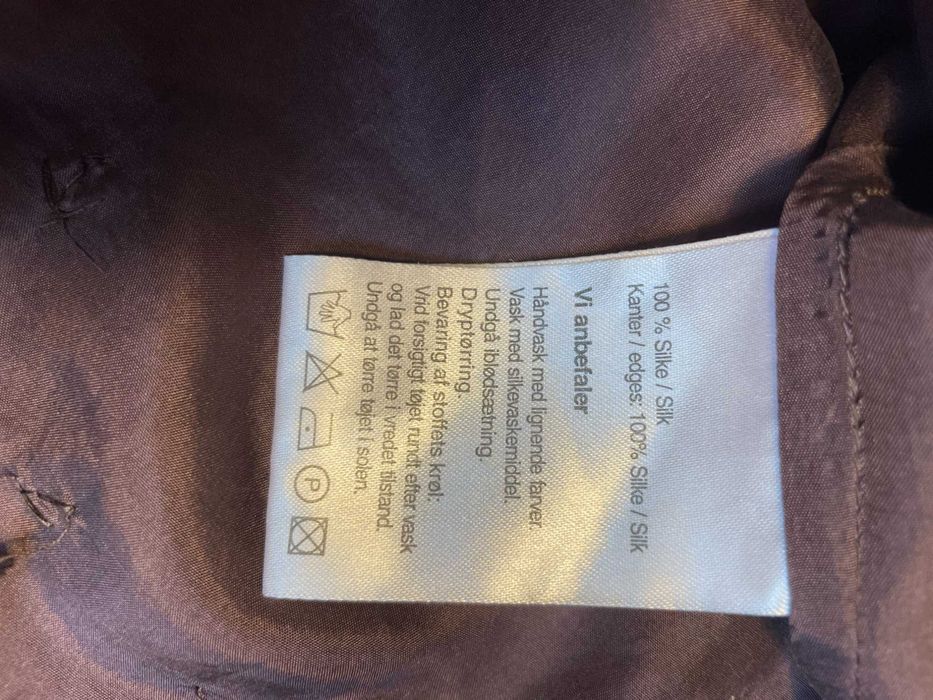 100 % Silke / Silk
Kanter / edges: 100% Silke / Silk
Vi anbefaler
Håndvask med lignende farver.
Vask med silkevaskemiddel.
Undgå iblødsætning.
Dryptørring.
Bevaring af stoffets krøl:
Vrid forsigtigt tøjet rundt efter vask
og lad det tørre i vredet tilstand.
Undgå at tørre tøjet i solen.
P